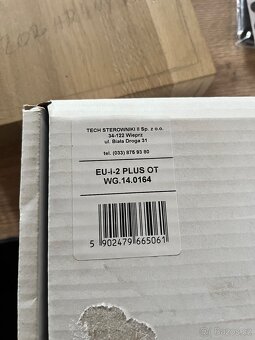 TECH STEROWNIKI II Sp. z o.o.
34-122 Wieprz
ul. Biała Droga 31
tel. (033) 875 93 80
EU-i-2 PLUS OT
WG.14.0164
5 902479 665061